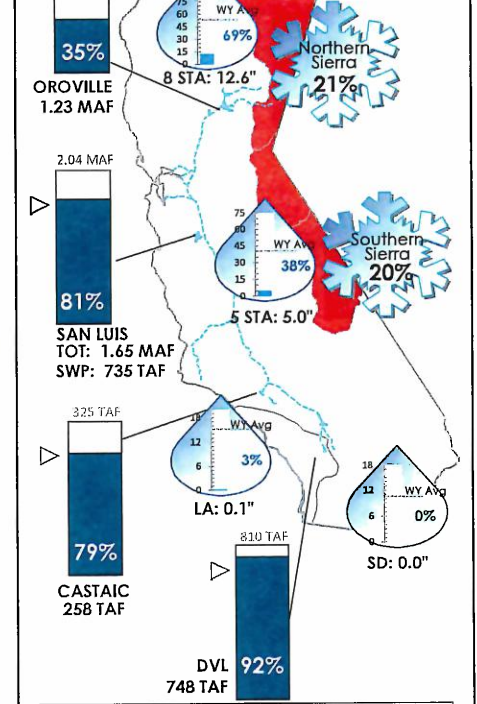 75
60
45
30
15
0
WY Avg
69%
8 STA: 12.6"
35%
OROVILLE
1.23 MAF
Northern
Sierra
21%
2.04 MAF
81%
SAN LUIS
TOT: 1.65 MAF
SWP: 735 TAF
75
60
45
30
15
0
WY Avg
38%
5 STA: 5.0"
Southern
Sierra
20%
325 TAF
79%
CASTAIC
258 TAF
18
12
6
0
WY Avg
3%
LA: 0.1"
18
12
6
0
WY Avg
0%
SD: 0.0"
810 TAF
DVL
92%
748 TAF